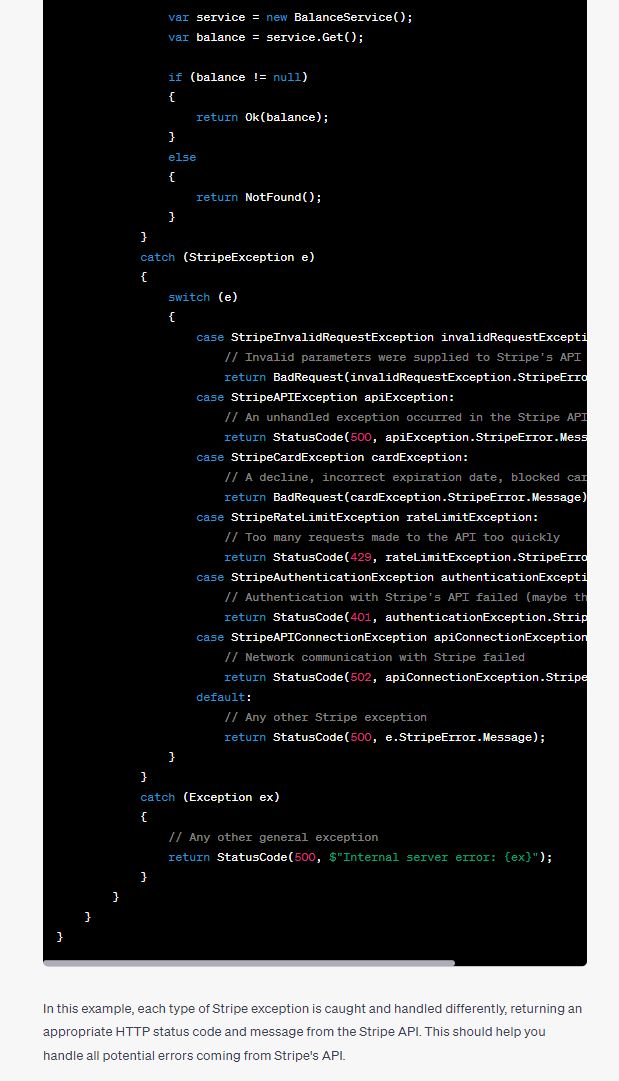 var service = new BalanceService();
var balance = service.Get();
if (balance != null)
{
return Ok(balance);
}
else
{
return NotFound();
}
}
catch (StripeException e)
{
switch (e)
{
case StripeInvalidRequestException invalidRequestExcepti
// Invalid parameters were supplied to Stripe's API
return BadRequest(invalidRequestException.StripeErro
case StripeAPIException apiException:
// An unhandled exception occurred in the Stripe API
return StatusCode(500, apiException.StripeError.Mess
case StripeCardException cardException:
// A decline, incorrect expiration date, blocked car
return BadRequest(cardException.StripeError.Message)
case StripeRateLimitException rateLimitException:
// Too many requests made to the API too quickly
return StatusCode(429, rateLimitException.StripeErro
case StripeAuthenticationException authenticationExcepti
// Authentication with Stripe's API failed (maybe th
return StatusCode(401, authenticationException.Strip
case StripeAPIConnectionException apiConnectionException
// Network communication with Stripe failed
return StatusCode(502, apiConnectionException.Stripe
default:
// Any other Stripe exception
return StatusCode(500, e.StripeError.Message);
}
}
catch (Exception ex)
{
// Any other general exception
return StatusCode(500, $"Internal server error: {ex}");
}
}
}
}
In this example, each type of Stripe exception is caught and handled differently, returning an
appropriate HTTP status code and message from the Stripe API. This should help you
handle all potential errors coming from Stripe's API.